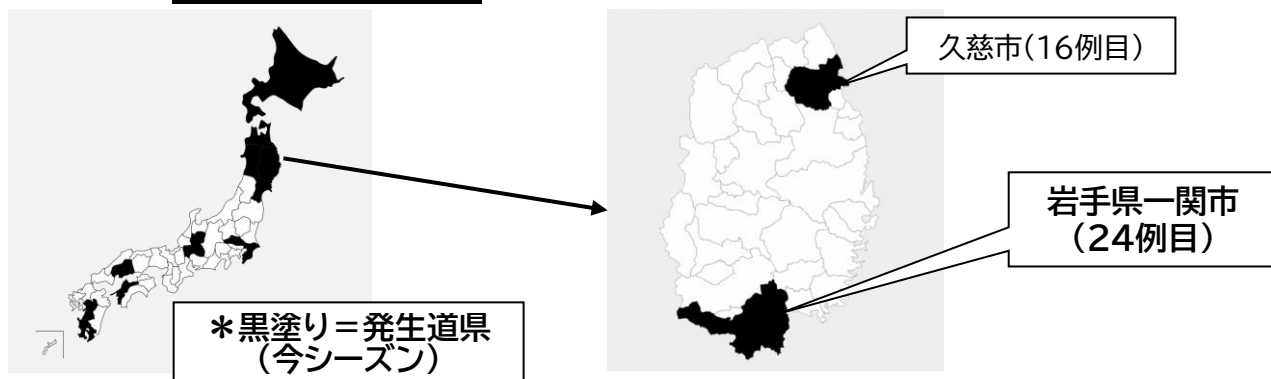 久慈市(16例目)
岩手県一関市
(24例目)
*黒塗り=発生道県
(今シーズン)